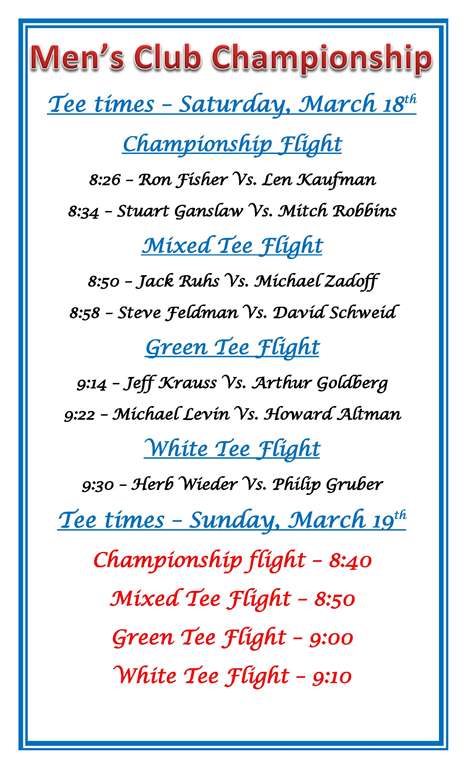 Men's Club Championship
Tee times – Saturday, March 18th
Championship Flight
8:26 – Ron Fisher Vs. Len Kaufman
8:34 – Stuart Ganslaw Vs. Mitch Robbins
Mixed Tee Flight
8:50 – Jack Ruhs Vs. Michael Zadoff
8:58 – Steve Feldman Vs. David Schweid
Green Tee Flight
9:14 – Jeff Krauss Vs. Arthur Goldberg
9:22 – Michael Levin Vs. Howard Altman
White Tee Flight
9:30 – Herb Wieder Vs. Philip Gruber
Tee times – Sunday, March 19th
Championship flight – 8:40
Mixed Tee Flight – 8:50
Green Tee Flight – 9:00
White Tee Flight – 9:10